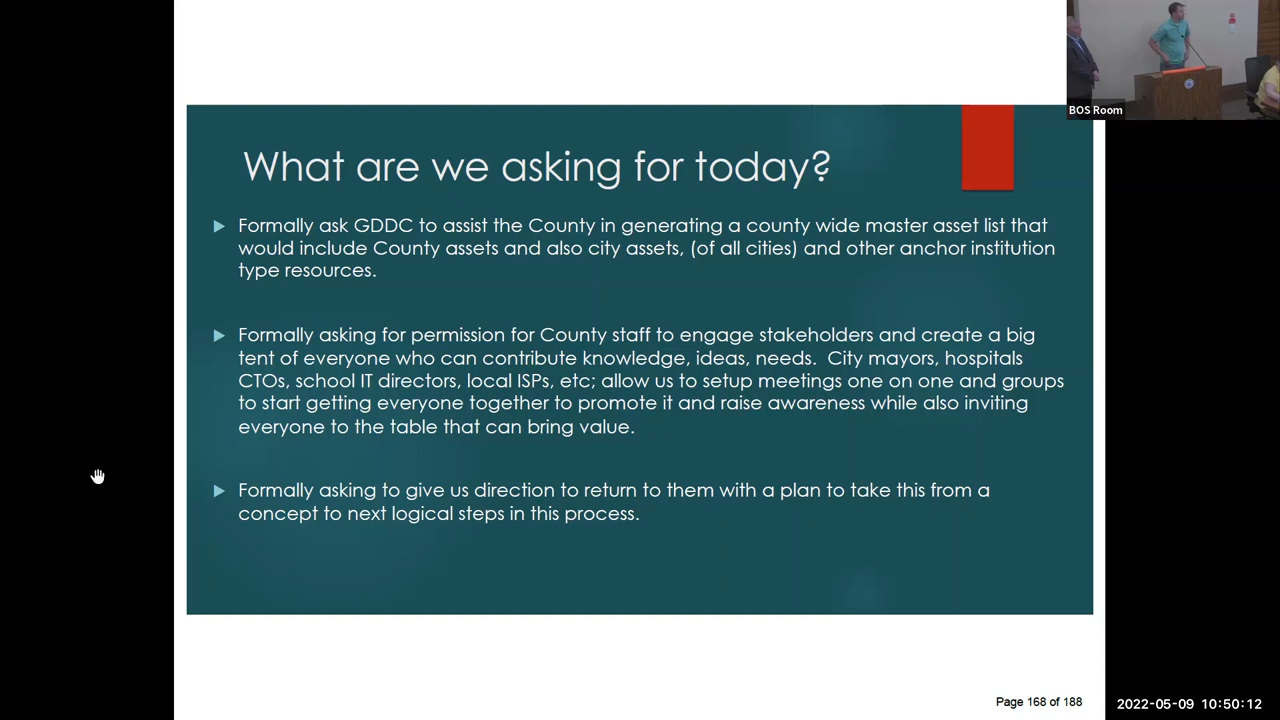 BOS Room
What are we asking for today?
Formally ask GDDC to assist the County in generating a county wide master asset list that
would include County assets and also city assets, (of all cities) and other anchor institution
type resources.
Formally asking for permission for County staff to engage stakeholders and create a big
tent of everyone who can contribute knowledge, ideas, needs.  City mayors, hospitals
CTOs, school IT directors, local ISPs, etc; allow us to setup meetings one on one and groups
to start getting everyone together to promote it and raise awareness while also inviting
everyone to the table that can bring value.
Formally asking to give us direction to return to them with a plan to take this from a
concept to next logical steps in this process.
Page 168 of 188
2022-05-09 10:50:12